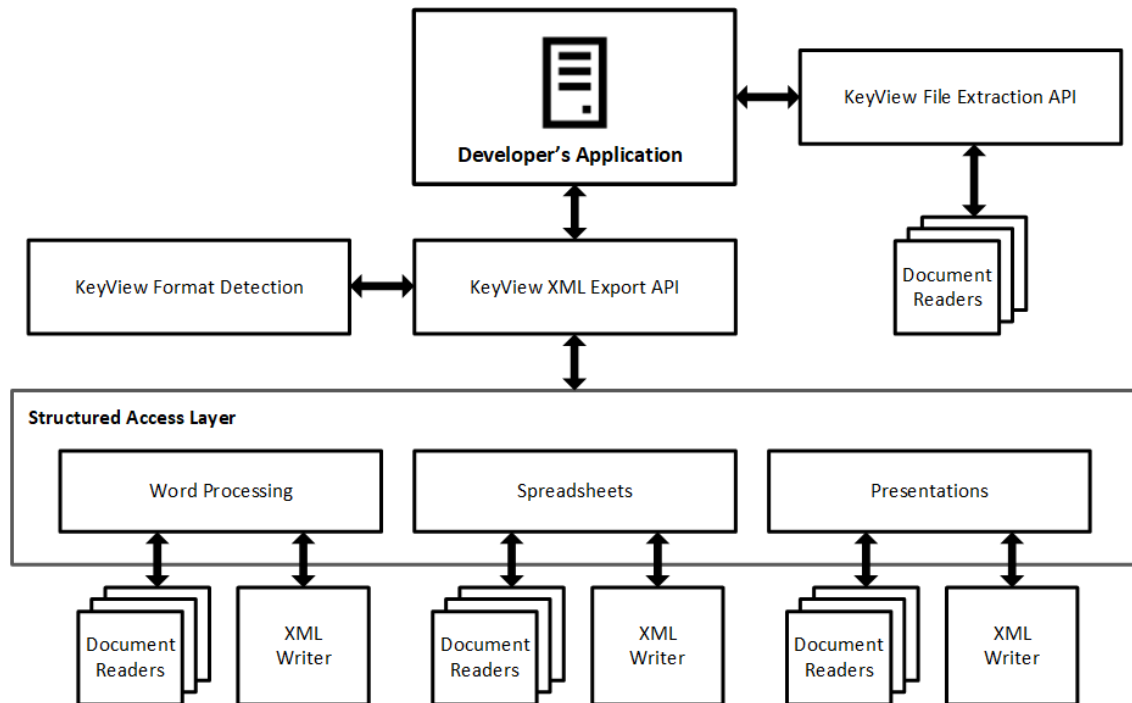 KeyView File Extraction API
Developer’s Application
KeyView Format Detection
KeyView XML Export API
Document
Readers
Structured Access Layer
Word Processing
Spreadsheets
Presentations
Document
Readers
XML
Writer
Document
Readers
XML
Writer
Document
Readers
XML
Writer